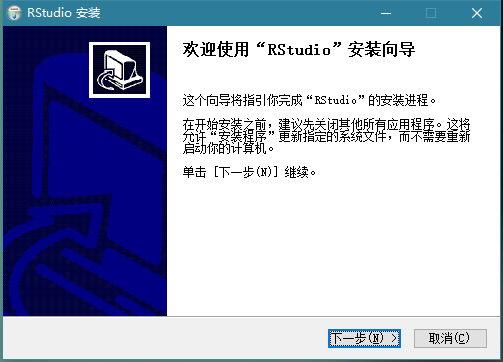 RStudio 安装
欢迎使用“RStudio”安装向导
这个向导将指引你完成“RStudio”的安装进程。
在开始安装之前，建议先关闭其他所有应用程序。这将
允许“安装程序”更新指定的系统文件，而不需要重新
启动你的计算机。
单击 [下一步(N)] 继续。
下一步(N) >
取消(C)